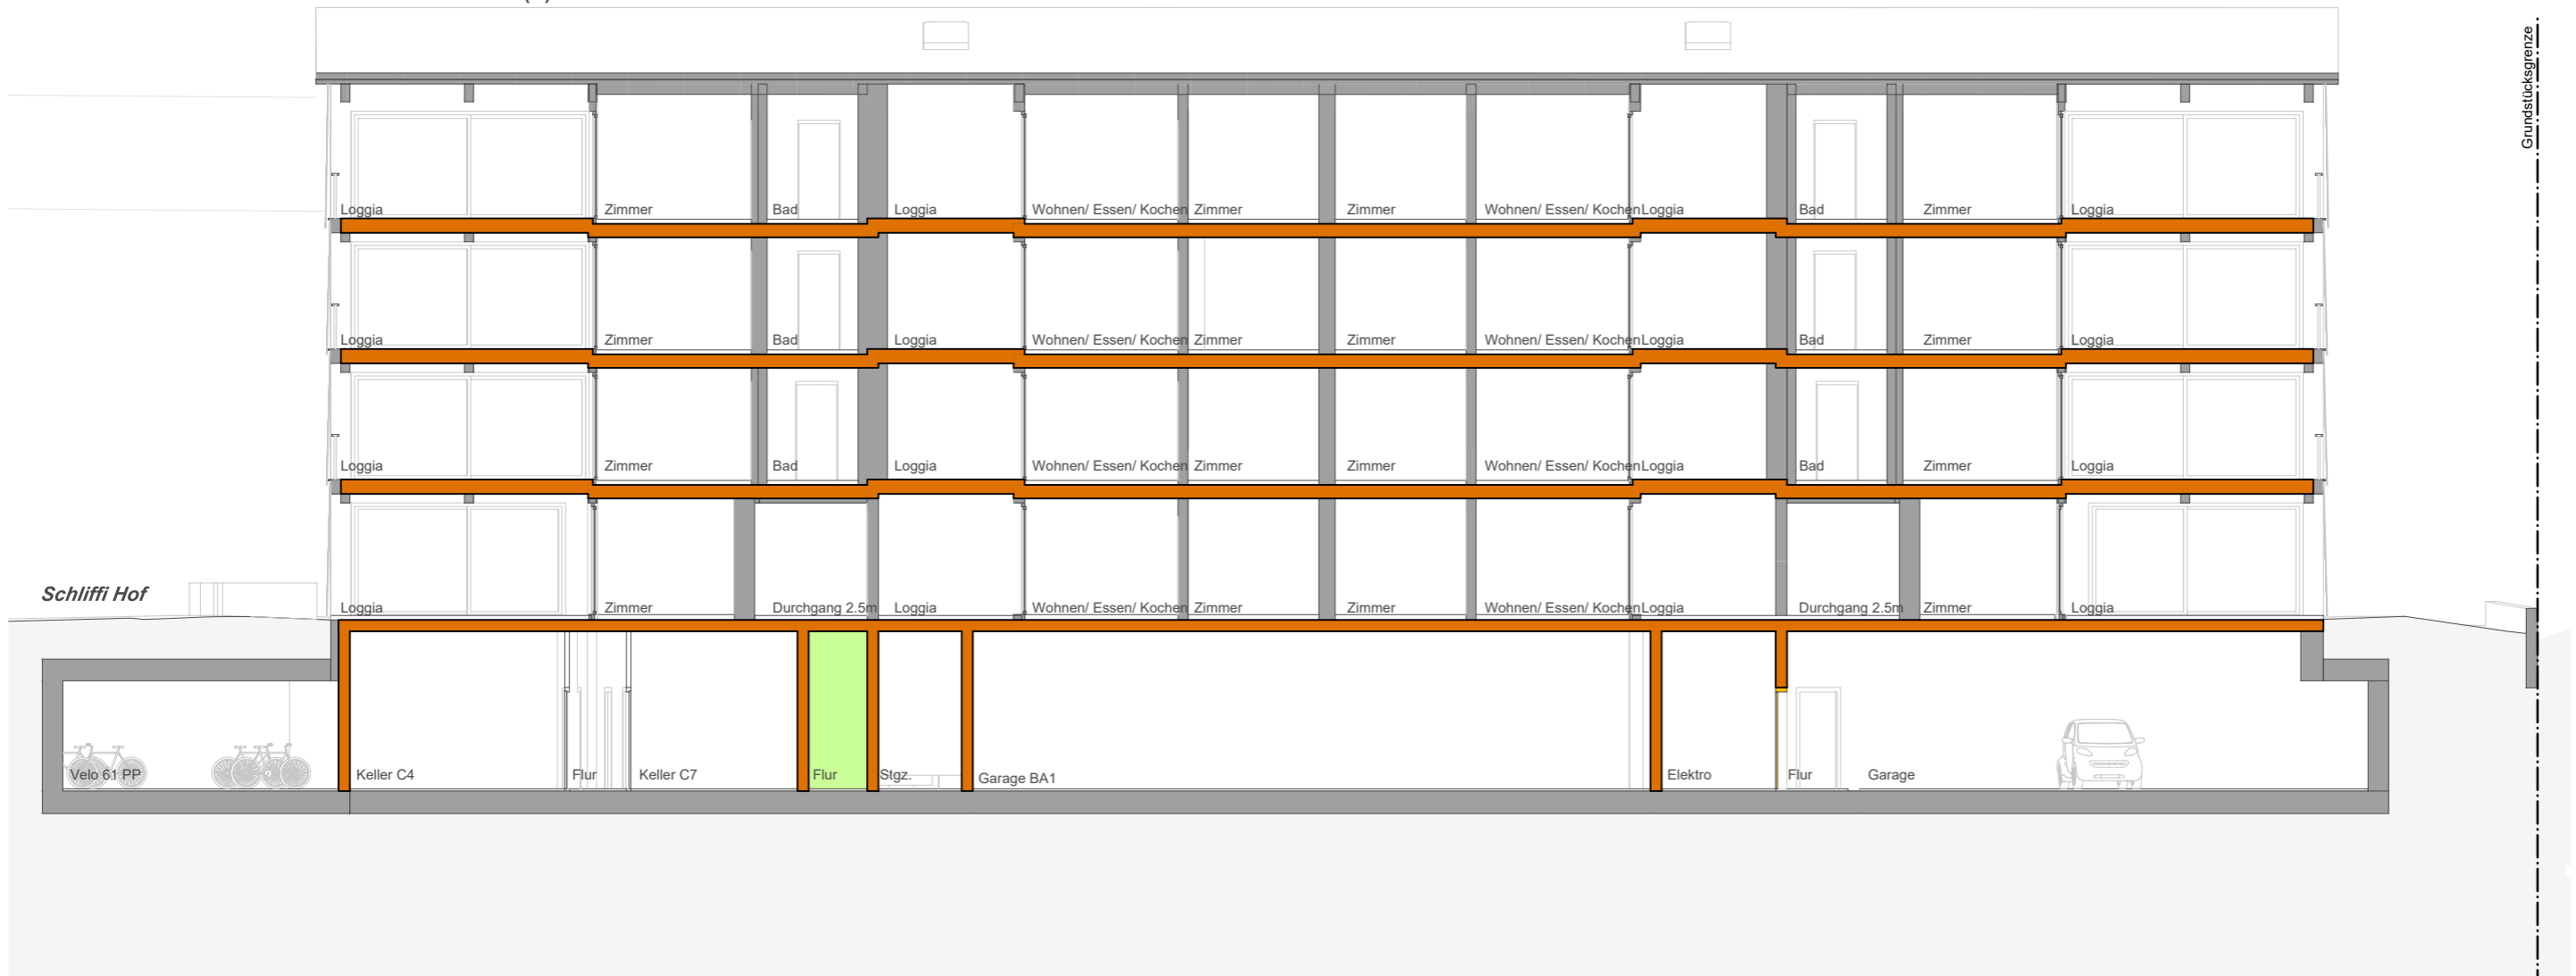 Grundstücksgrenze
Loggia Zimmer Bad Loggia Wohnen/ Essen/ Kochen Zimmer Zimmer Wohnen/ Essen/ Kochen Loggia Bad Zimmer Loggia
Loggia Zimmer Bad Loggia Wohnen/ Essen/ Kochen Zimmer Zimmer Wohnen/ Essen/ Kochen Loggia Bad Zimmer Loggia
Loggia Zimmer Bad Loggia Wohnen/ Essen/ Kochen Zimmer Zimmer Wohnen/ Essen/ Kochen Loggia Bad Zimmer Loggia
Schliffi Hof
Loggia Zimmer Durchgang 2.5m Loggia Wohnen/ Essen/ Kochen Zimmer Zimmer Wohnen/ Essen/ Kochen Loggia Durchgang 2.5m Zimmer Loggia
Velo 61 PP Keller C4 Flur Keller C7 Flur Stgz. Garage BA1 Elektro Flur Garage